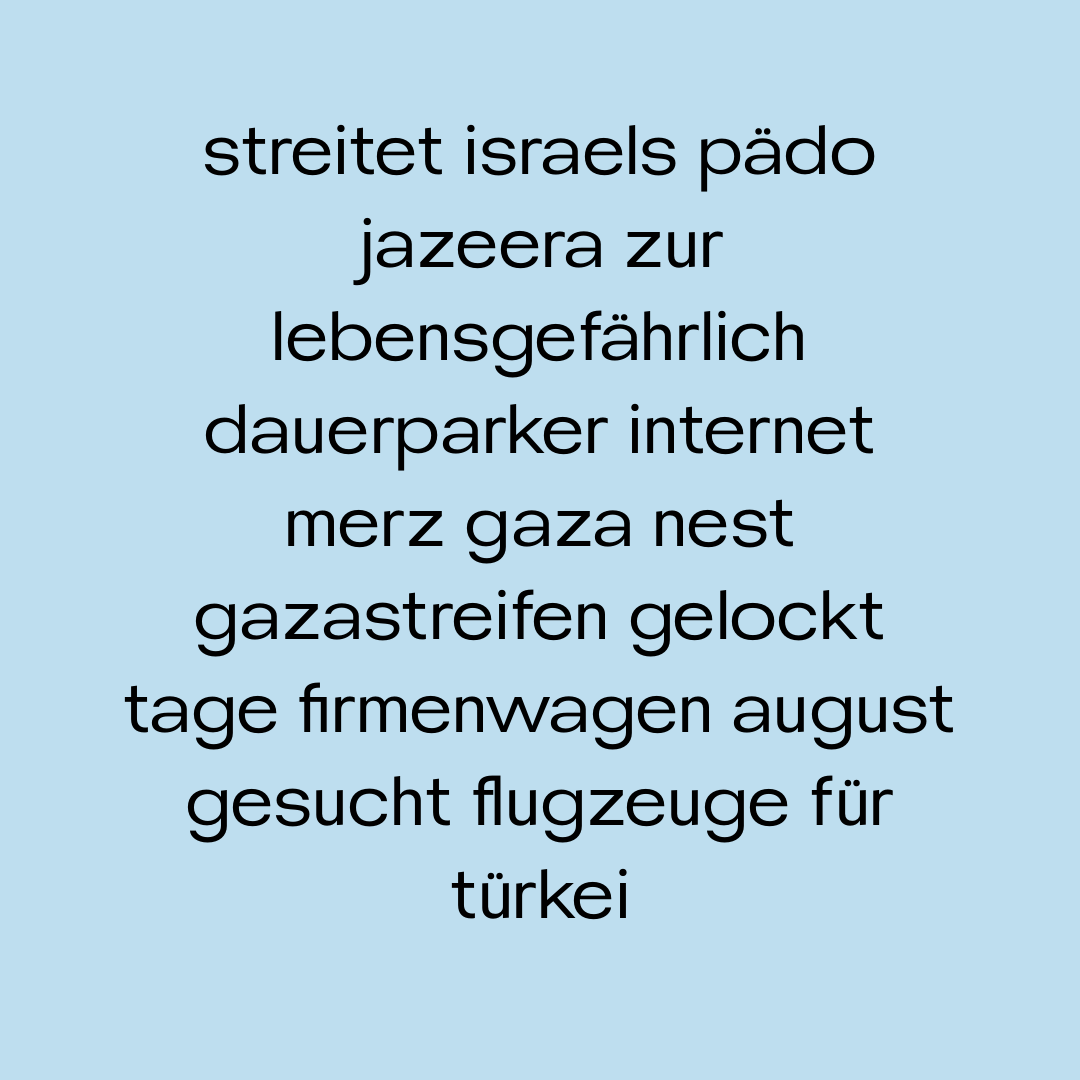 streitet israels pädo
jazeera zur
lebensgefährlich
dauerparker internet
merz gaza nest
gazastreifen gelockt
tage firmenwagen august
gesucht flugzeuge für
türkei